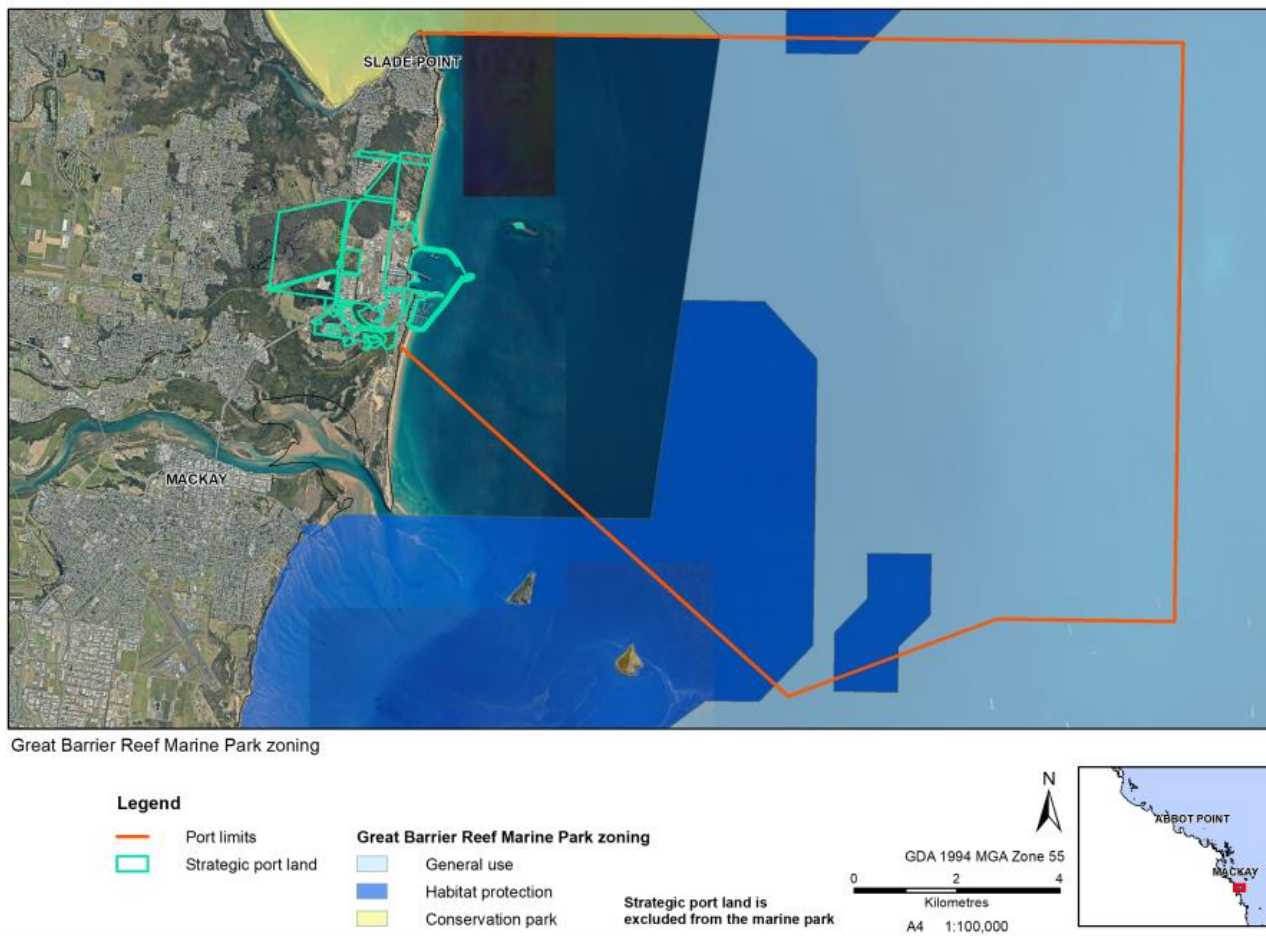 SLADE POINT
MACKAY
Great Barrier Reef Marine Park zoning
Legend
Port limits
Strategic port land
Great Barrier Reef Marine Park zoning
General use
Habitat protection
Conservation park
Strategic port land is
excluded from the marine park
N
GDA 1994 MGA Zone 55
0 2 4
Kilometres
A4 1:100,000
ABBOT POINT
MACKAY